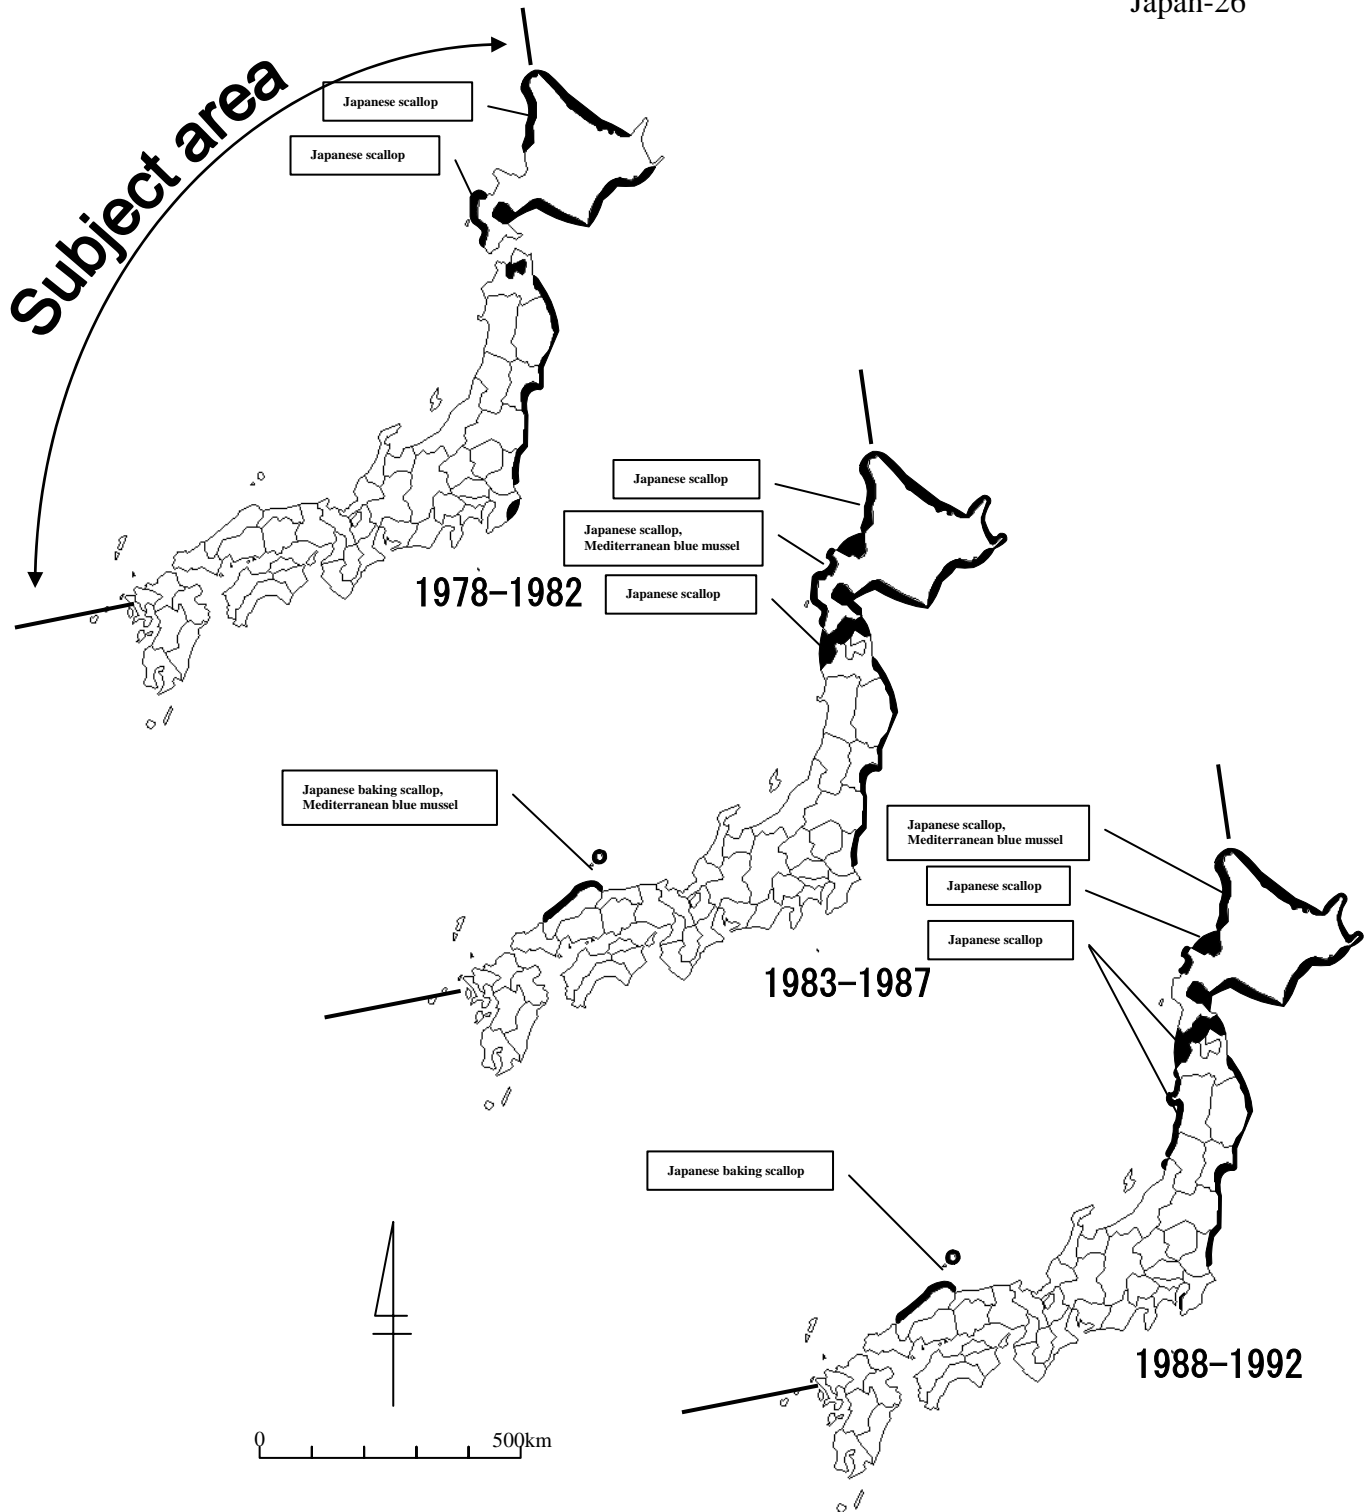 Japan-26
Subject area
Japanese scallop
Japanese scallop
1978-1982
Japanese scallop
Japanese scallop,
Mediterranean blue mussel
Japanese scallop
Japanese baking scallop,
Mediterranean blue mussel
1983-1987
Japanese scallop,
Mediterranean blue mussel
Japanese scallop
Japanese scallop
Japanese baking scallop
1988-1992
0 500km